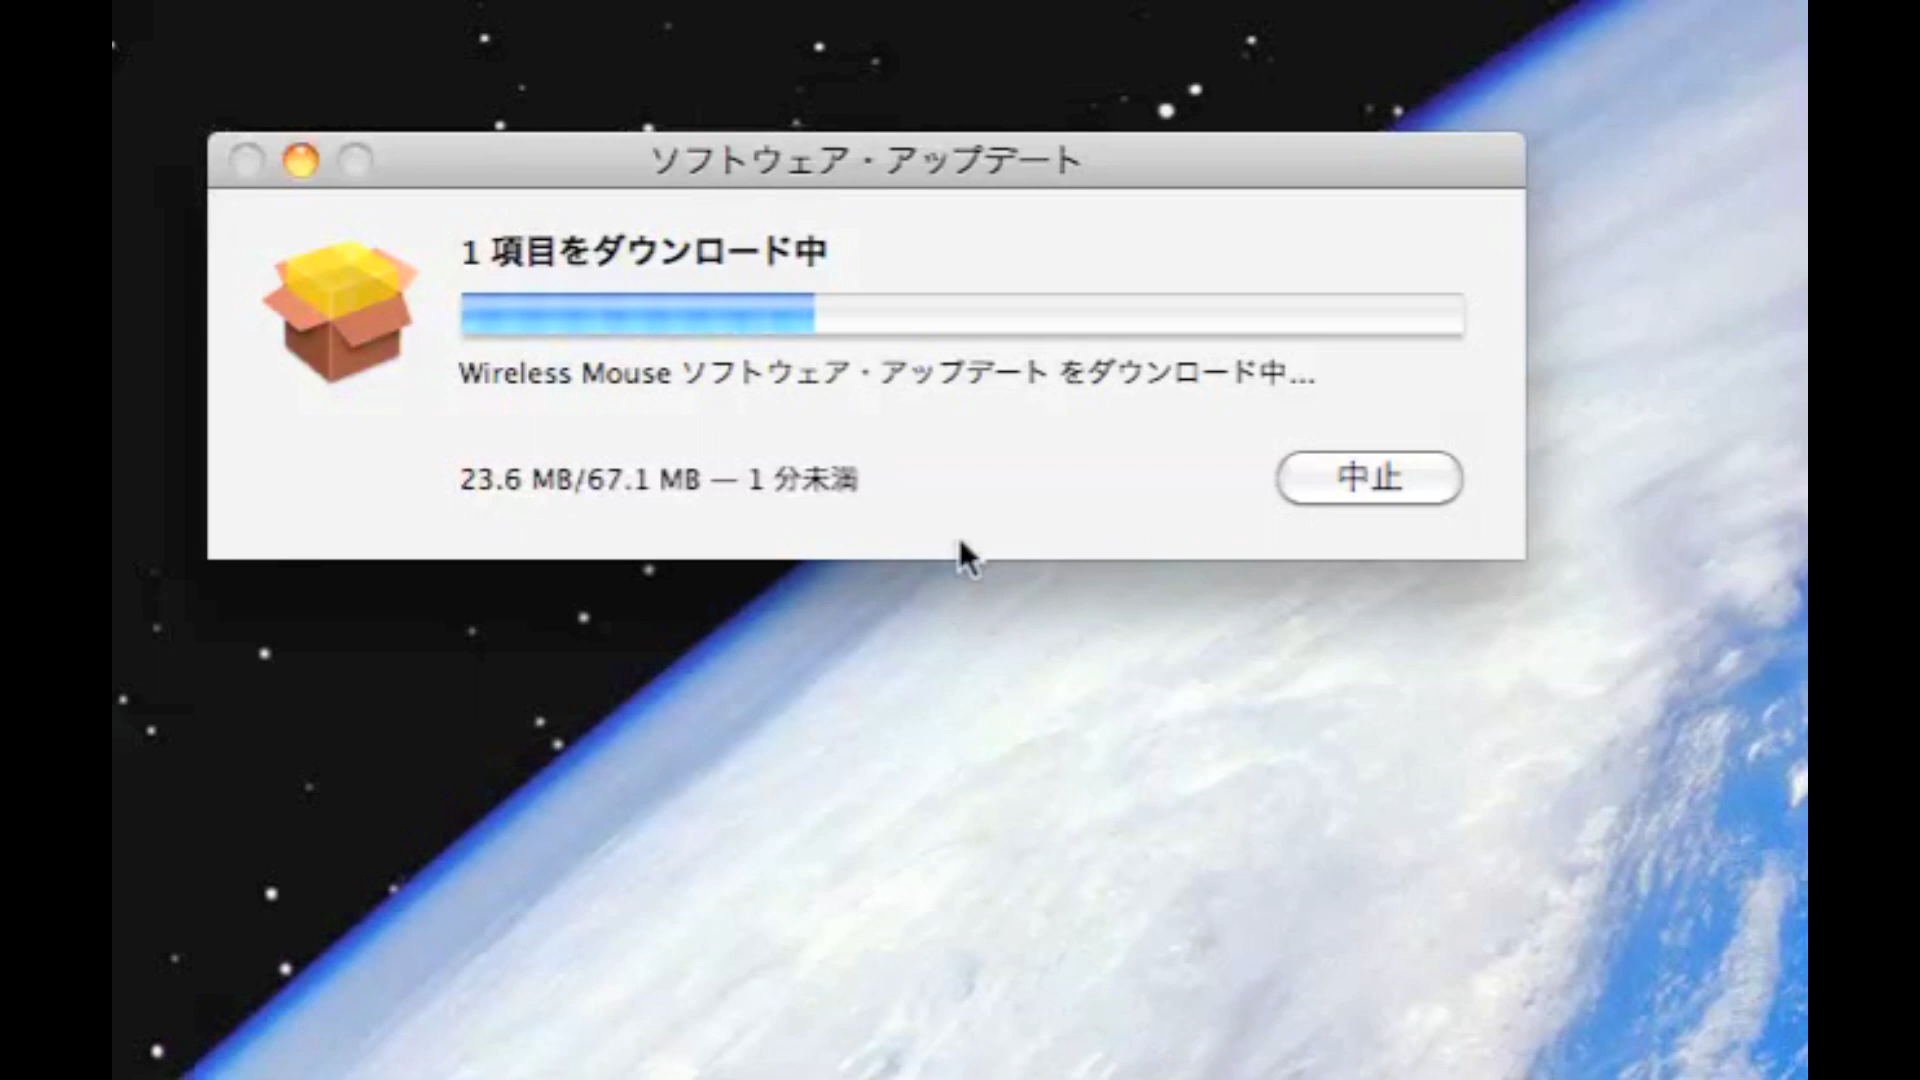 ソフトウェア・アップデート
1 項目をダウンロード中
Wireless Mouse ソフトウェア・アップデート をダウンロード中...
23.6 MB/67.1 MB — 1 分未満
中止